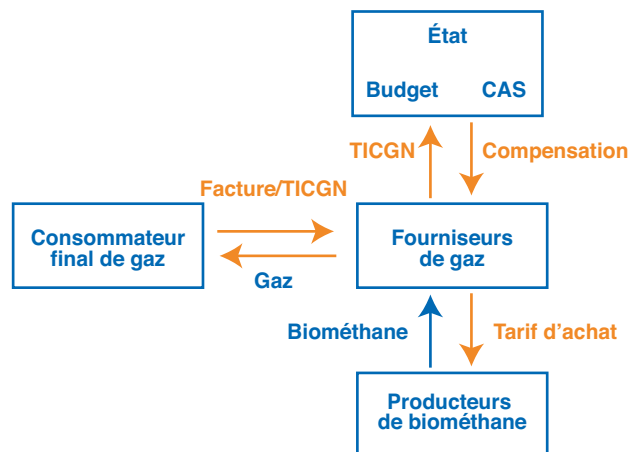 État
Budget CAS
TICGN Compensation
Facture/TICGN
Consommateur
final de gaz
Fourniseurs
de gaz
Gaz
Biométhane Tarif d'achat
Producteurs
de biométhane